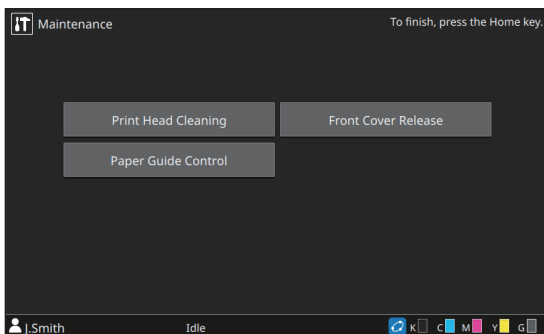 Maintenance
To finish, press the Home key.
Print Head Cleaning
Front Cover Release
Paper Guide Control
J.Smith
Idle
K C M Y G